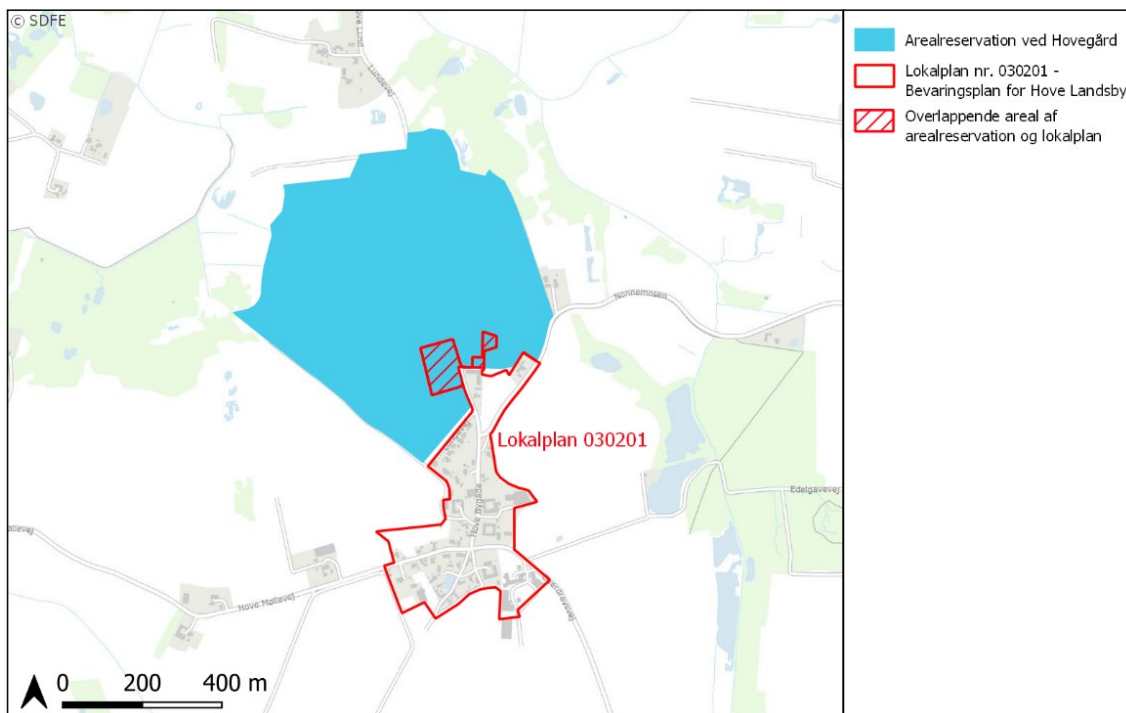 © SDFE
Lundevej
Nonnemosen
Lokalplan 030201
Hove Bygade
Edelgavevej
Hove Møllevej
0 200 400 m
Arealreservation ved Hovegård
Lokalplan nr. 030201 -
Bevaringsplan for Hove Landsby
Overlappende areal af
arealreservation og lokalplan